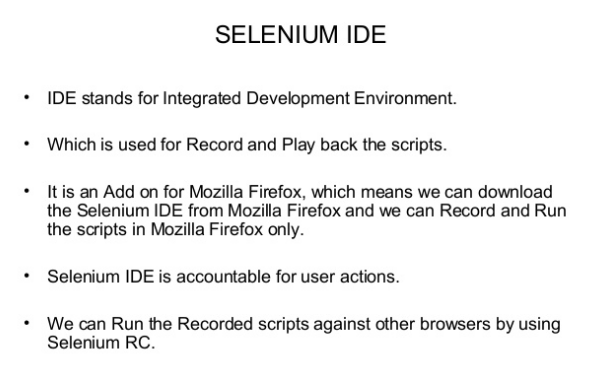 SELENIUM IDE
• IDE stands for Integrated Development Environment.
• Which is used for Record and Play back the scripts.
• It is an Add on for Mozilla Firefox, which means we can download
the Selenium IDE from Mozilla Firefox and we can Record and Run
the scripts in Mozilla Firefox only.
• Selenium IDE is accountable for user actions.
• We can Run the Recorded scripts against other browsers by using
Selenium RC.